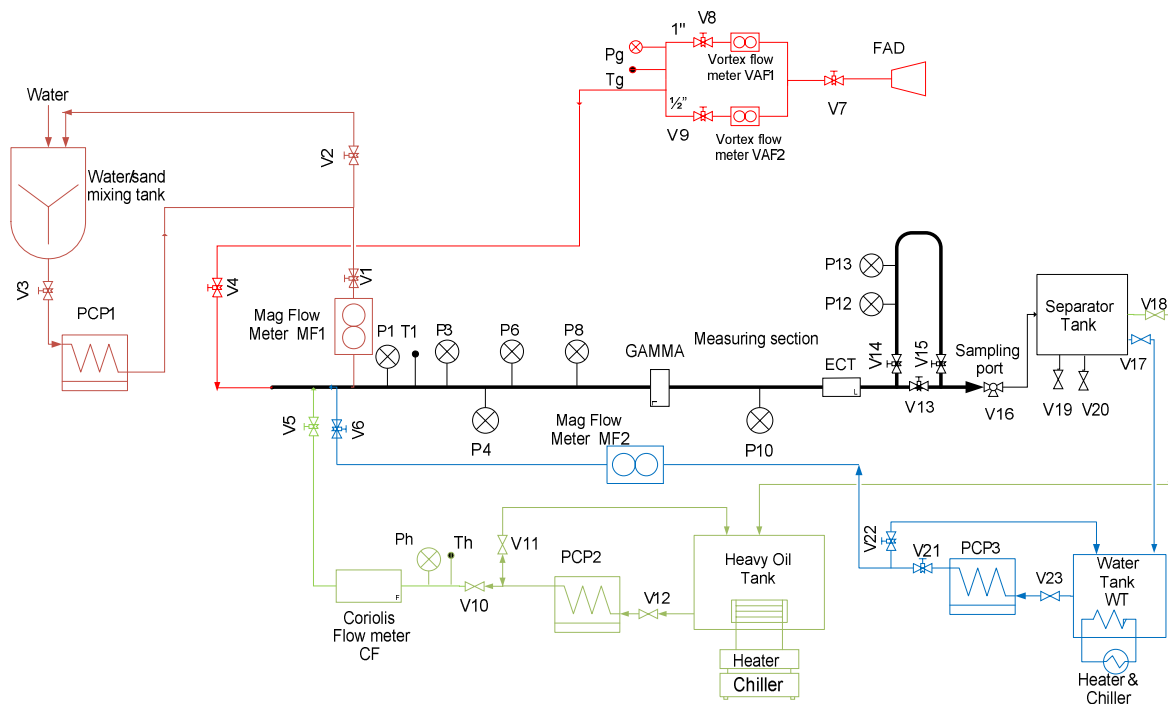 V8
1"
FAD
Pg
Vortex flow
meter VAF1
Tg
½"
V7
V9
Vortex flow
meter VAF2
Water
V2
Water/sand
mixing tank
V3
V4
V1
PCP1
Mag Flow
Meter MF1
P1
T1
P3
P6
P8
GAMMA
Measuring section
P13
P12
V14
V15
ECT
Sampling
port
Separator
Tank
V18
V17
V13
V16
V19
V20
V5
V6
P4
Mag Flow
Meter MF2
P10
Ph
Th
V11
PCP2
Heavy Oil
Tank
V22
V21
PCP3
Water
Tank
WT
V23
V10
V12
F
Coriolis
Flow meter
CF
Heater
Chiller
Heater &
Chiller
L